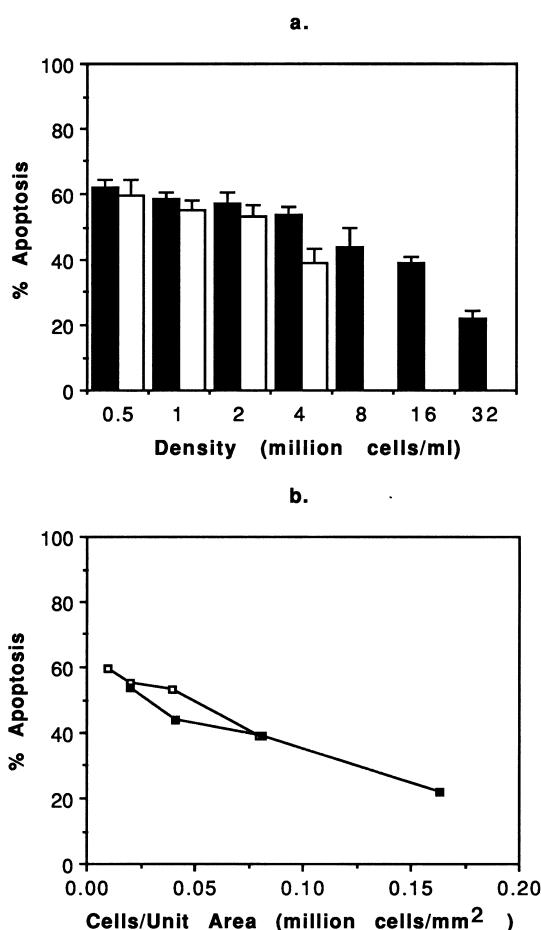 a.
100
80
60
40
20
0
% Apoptosis
0.5 1 2 4 8 16 32
Density (million cells/ml)
b.
100
80
60
40
20
0
% Apoptosis
0.00 0.05 0.10 0.15 0.20
Cells/Unit Area (million cells/mm2 )